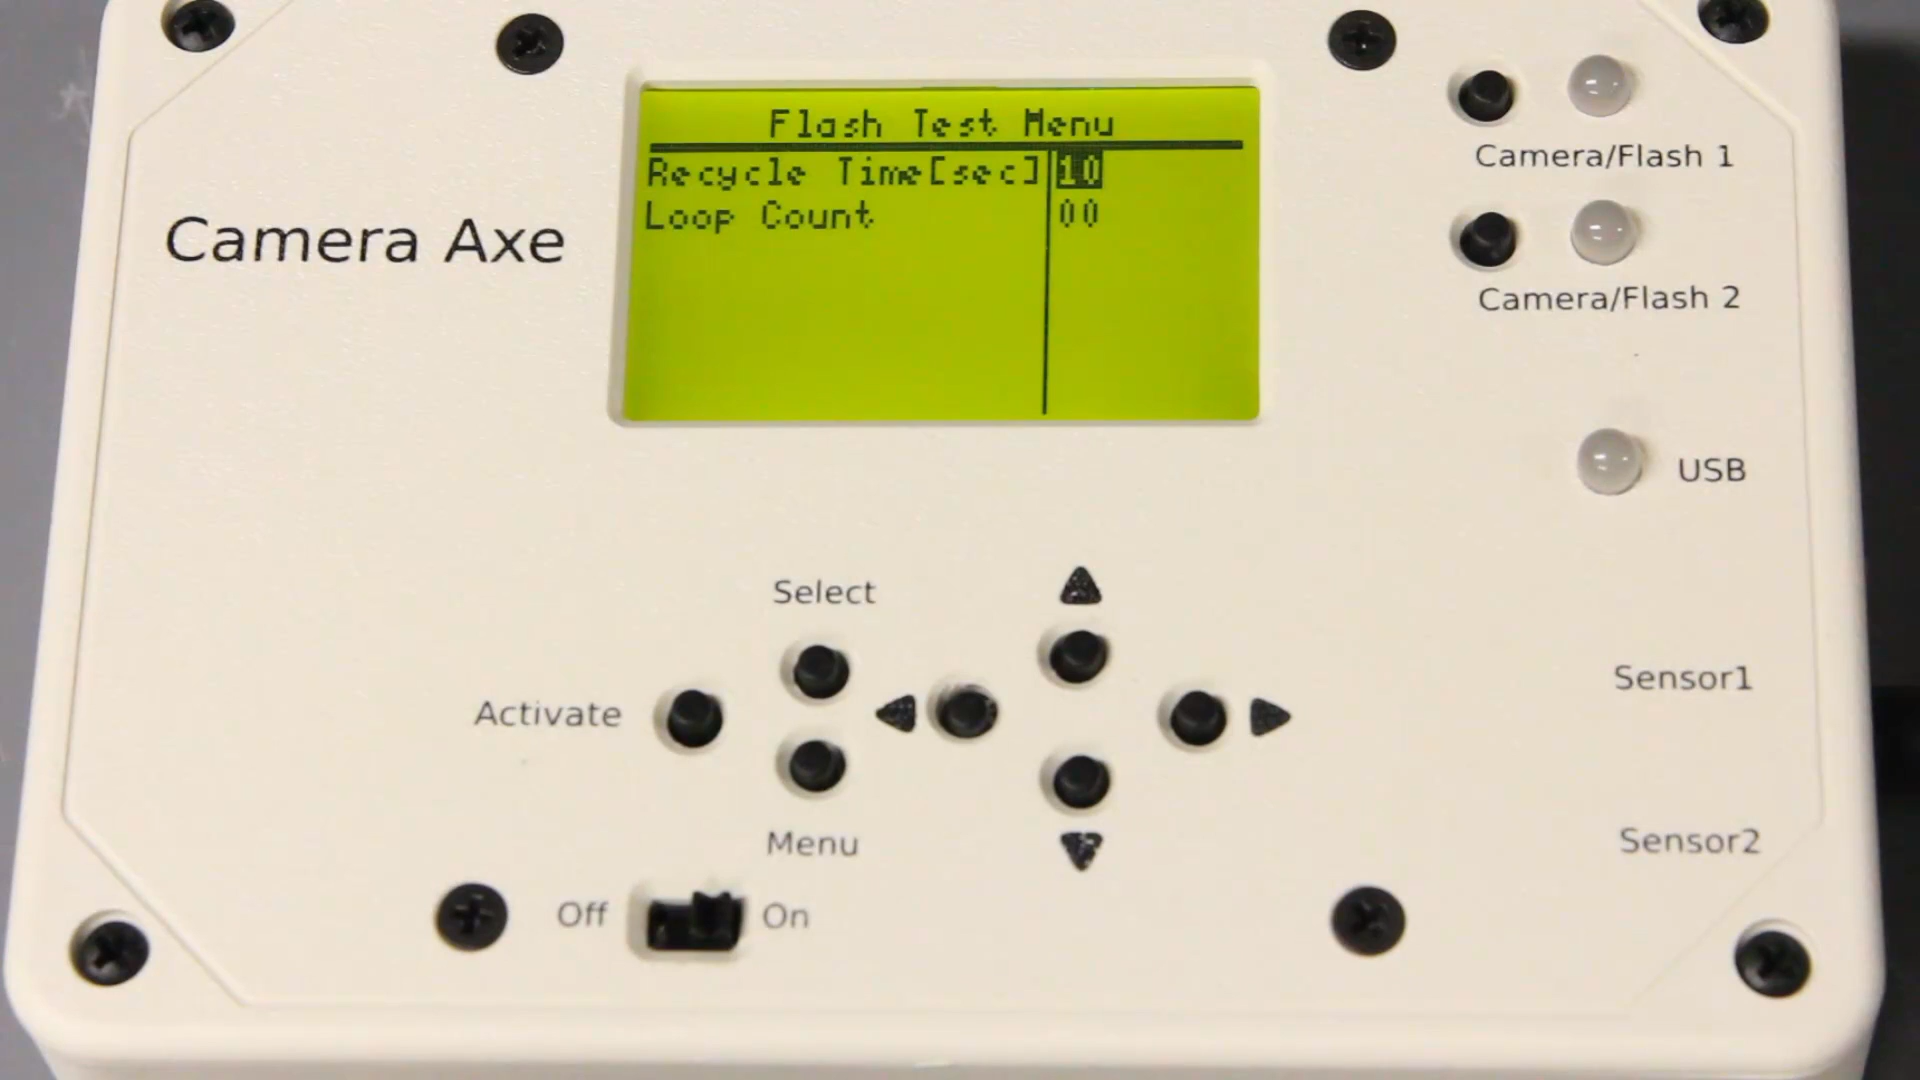 Flash Test Menu
Recycle Time[sec] 10
Loop Count 00
Camera Axe
Camera/Flash 1
Camera/Flash 2
USB
Select
Activate
Menu
Off On
Sensor1
Sensor2